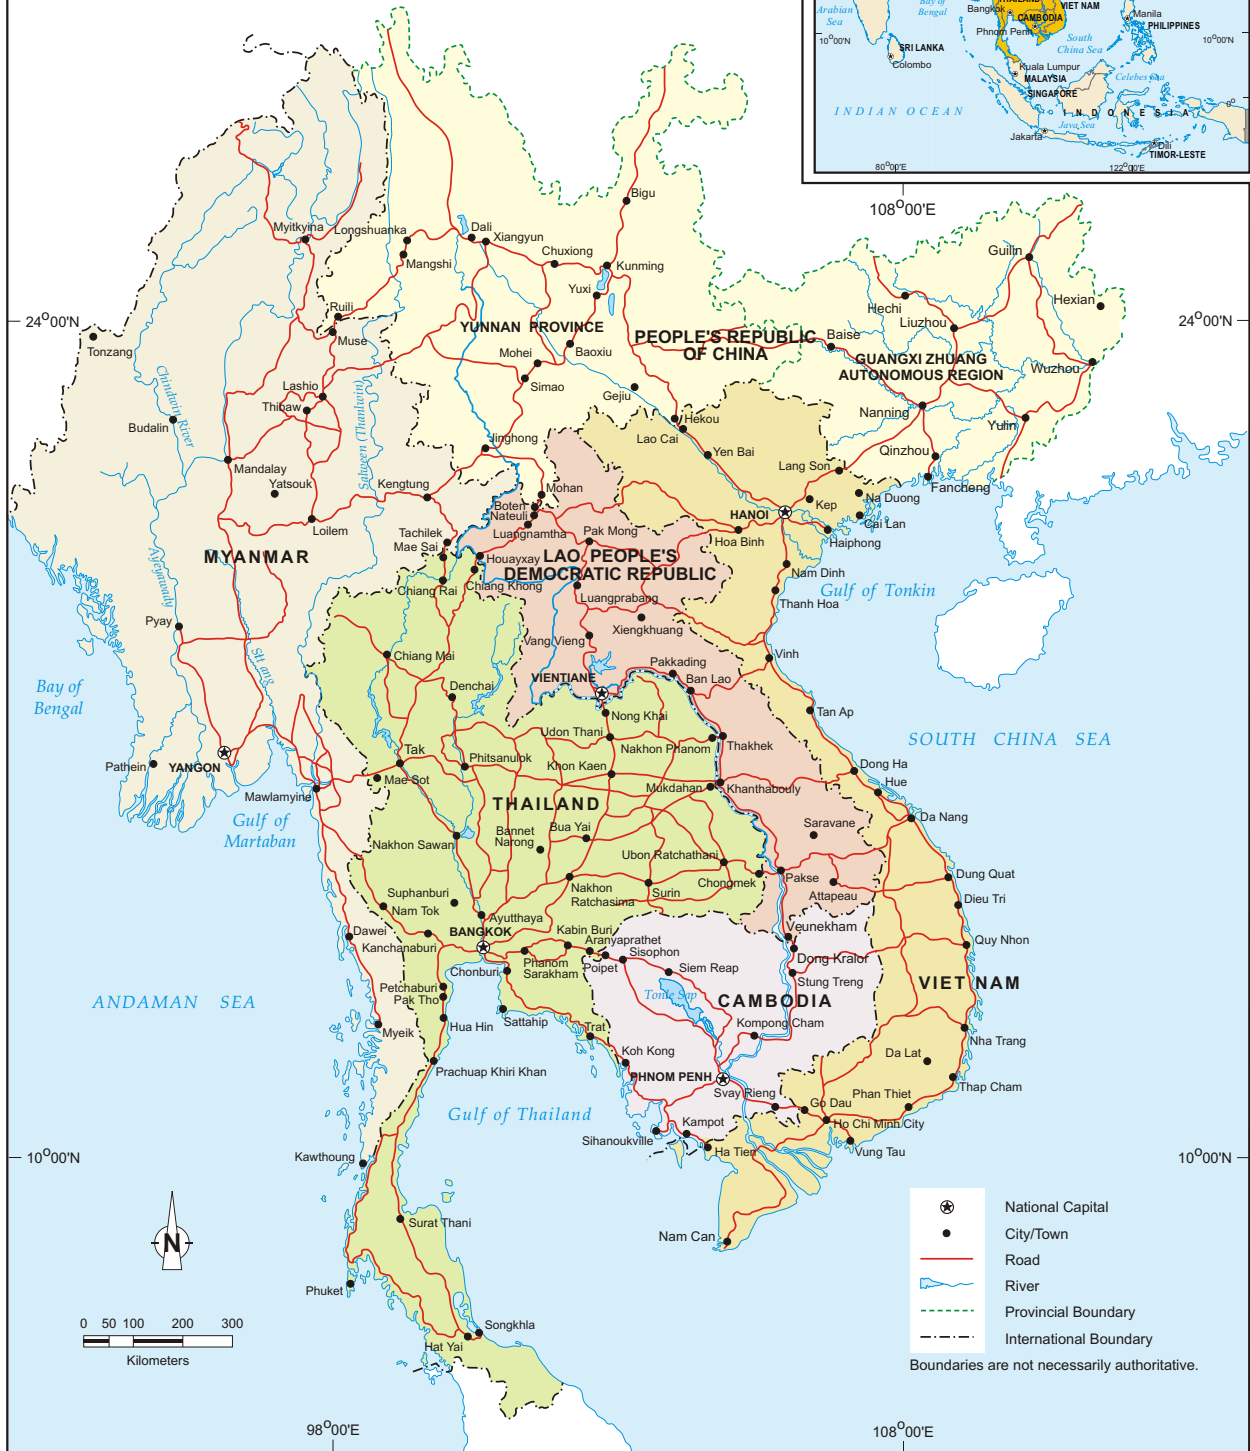 Arabian
Sea
Bay of
Bengal
THAILAND
Bangkok
VIET NAM
CAMBODIA
Phnom Penh
Manila
PHILIPPINES
10°00'N
10°00'N
SRI LANKA
Colombo
South
China Sea
Kuala Lumpur
MALAYSIA
Celebes Sea
SINGAPORE
0°
INDIAN OCEAN
INDONESIA
Java Sea
Jakarta
Dili
TIMOR-LESTE
80°00'E
122°00'E
108°00'E
Bigu
Myitkyina
Longshuanka
Dali
Xiangyun
Mangshi
Chuxiong
Kunming
Yuxi
Guilin
Hechi
Hexian
Liuzhou
24°00'N
24°00'N
Ruili
Muse
Tonzang
YUNNAN PROVINCE
PEOPLE'S REPUBLIC
OF CHINA
Baise
Mohei
Baoxiu
Simao
GUANGXI ZHUANG
AUTONOMOUS REGION
Wuzhou
Gejiu
Lashio
Thibaw
Chindwin
River
Salween (Thanlwin)
Budalin
Hekou
Lao Cai
Nanning
Yulin
Jinghong
Yen Bai
Qinzhou
Mandalay
Lang Son
Yatsouk
Kengtung
Mohan
Fancheng
Boten
Nateuli
HANOI
Kep
Na Duong
Loilem
Luangnamtha
Cai Lan
Tachilek
Pak Mong
Hoa Binh
Haiphong
Mae Sai
MYANMAR
Houayxay
LAO PEOPLE'S
DEMOCRATIC REPUBLIC
Chiang Rai
Chiang Khong
Nam Dinh
Ayeyawady
Luangprabang
Thanh Hoa
Gulf of Tonkin
Pyay
Xiengkhuang
Sittang
Vang Vieng
Chiang Mai
Vinh
Pakkading
VIENTIANE
Ban Lao
Denchai
Bay of
Bengal
Nong Khai
Tan Ap
Udon Thani
Nakhon Phanom
Thakhek
SOUTH CHINA SEA
Tak
Pathein
YANGON
Phitsanulok
Khon Kaen
Dong Ha
Mae Sot
Mukdahan
Khanthabouly
Hue
Mawlamyine
THAILAND
Gulf of
Martaban
Saravane
Da Nang
Bannet
Narong
Bua Yai
Nakhon Sawan
Ubon Ratchathani
Chongmek
Pakse
Dung Quat
Suphanburi
Nakhon
Ratchasima
Surin
Attapeau
Nam Tok
Dieu Tri
Ayutthaya
Dawei
BANGKOK
Kabin Buri
Veunekham
Kanchanaburi
Aranyaprathet
Quy Nhon
Sisophon
Phanom
Sarakham
Dong Kralor
Chonburi
Poipet
Siem Reap
Stung Treng
Petchaburi
VIET NAM
Pak Tho
Tonle Sap
CAMBODIA
ANDAMAN SEA
Sattahip
Hua Hin
Trat
Kompong Cham
Myeik
Nha Trang
Koh Kong
Da Lat
Prachuap Khiri Khan
PHNOM PENH
Thap Cham
Svay Rieng
Phan Thiet
Go Dau
Gulf of Thailand
Kampot
Ho Chi Minh City
Sihanoukville
Ha Tien
Vung Tau
10°00'N
10°00'N
Kawthoung
Surat Thani
Nam Can
N
National Capital
City/Town
Road
River
Provincial Boundary
International Boundary
Boundaries are not necessarily authoritative.
Phuket
0 50 100 200 300
Kilometers
Songkhla
Hat Yai
98°00'E
108°00'E